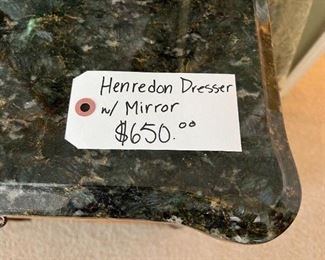 Henredon Dresser
w/ Mirror
$650.00